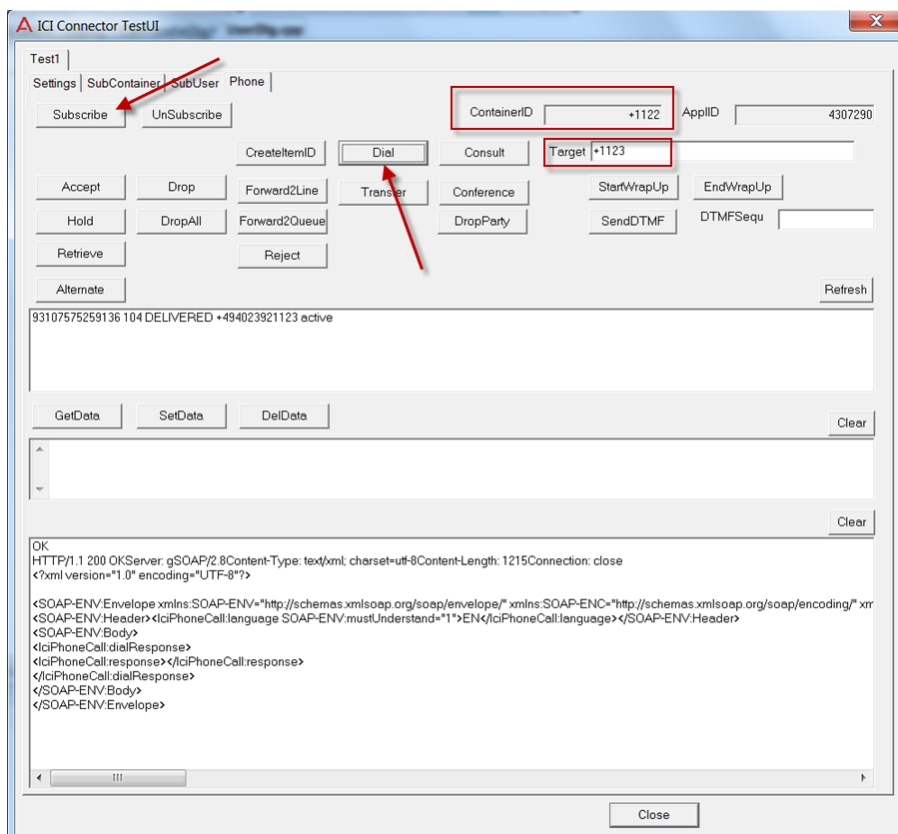 ICI Connector TestUI
Test1
Settings SubContainer SubUser Phone
Subscribe UnSubscribe ContainerID +1122 ApplID 4307290
CreateItemID Dial Consult Target +1123
Accept Drop Forward2Line Transfer Conference StartWrapUp EndWrapUp
Hold DropAll Forward2Queue DropParty SendDTMF DTMFSequ
Retrieve Reject
Alternate Refresh
93107575259136 104 DELIVERED +494023921123 active
GetData SetData DelData Clear
Clear
OK
HTTP/1.1 200 OKServer: gSOAP/2.8Content-Type: text/xml; charset=utf-8Content-Length: 1215Connection: close
<?xml version="1.0" encoding="UTF-8"?>
<SOAP-ENV:Envelope xmlns:SOAP-ENV="http://schemas.xmlsoap.org/soap/envelope/" xmlns:SOAP-ENC="http://schemas.xmlsoap.org/soap/encoding/" xm
<SOAP-ENV:Header><IciPhoneCall:language SOAP-ENV:mustUnderstand="1">EN</IciPhoneCall:language></SOAP-ENV:Header>
<SOAP-ENV:Body>
<IciPhoneCall:dialResponse>
<IciPhoneCall:response></IciPhoneCall:response>
</IciPhoneCall:dialResponse>
</SOAP-ENV:Body>
</SOAP-ENV:Envelope>
Close